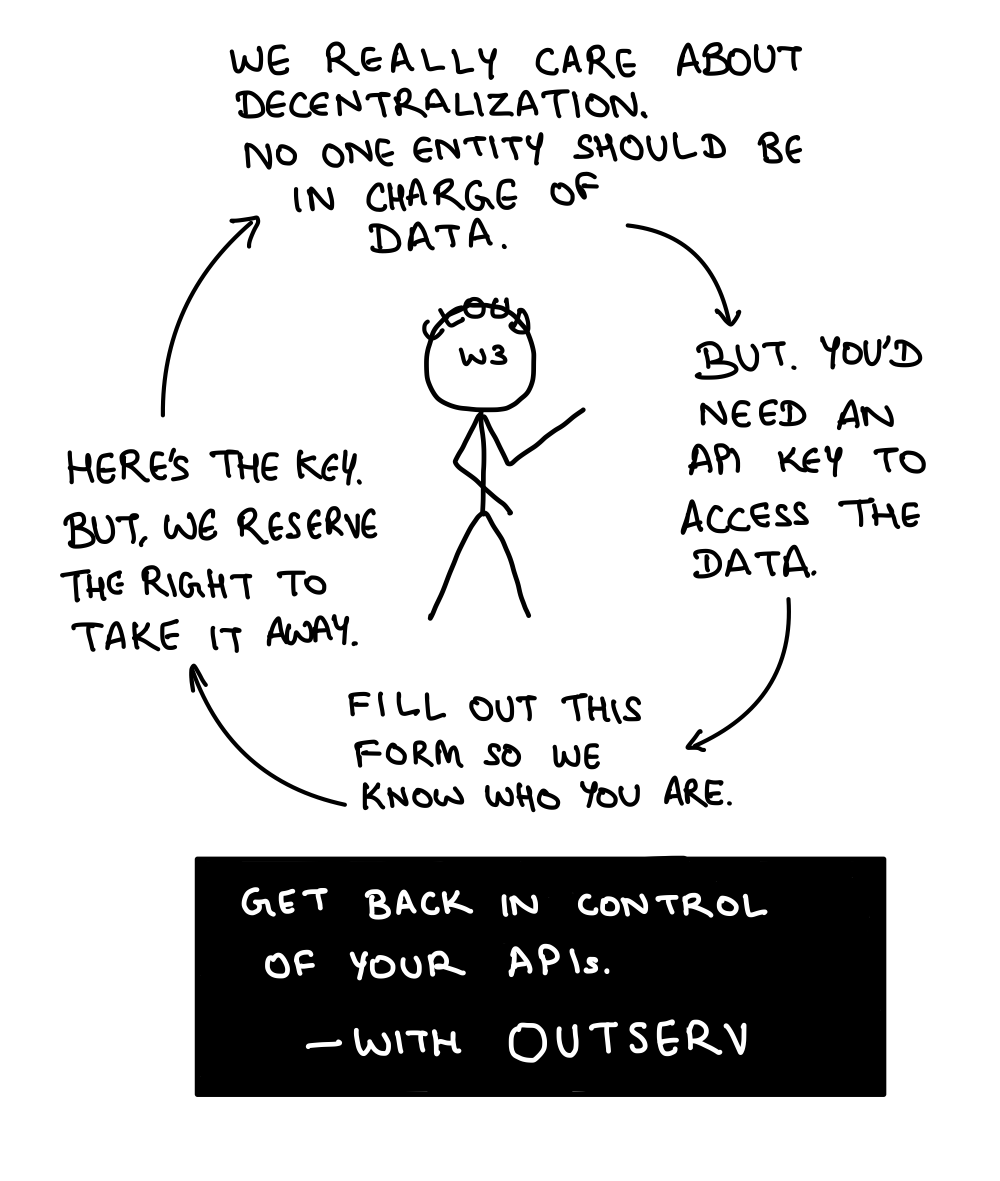 WE REALLY CARE ABOUT
DECENTRALIZATION.
NO ONE ENTITY SHOULD BE
IN CHARGE OF
DATA.
BUT. YOU'D
NEED AN
API KEY TO
ACCESS THE
DATA.
FILL OUT THIS
FORM SO WE
KNOW WHO YOU ARE.
HERE'S THE KEY.
BUT, WE RESERVE
THE RIGHT TO
TAKE IT AWAY.
CLOUD
W3
GET BACK IN CONTROL
OF YOUR APIs.
—WITH OUTSERV